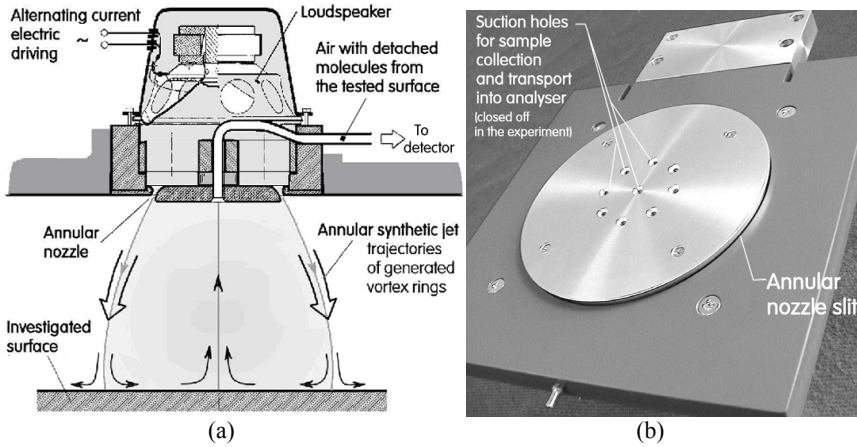 Alternating current
electric
driving
~
Loudspeaker
Air with detached
molecules from
the tested surface
To
detector
Annular
nozzle
Annular synthetic jet
trajectories
of generated
vortex rings
Investigated
surface
(a)
Suction holes
for sample
collection
and transport
into analyser
(closed off
in the experiment)
Annular
nozzle slit
(b)